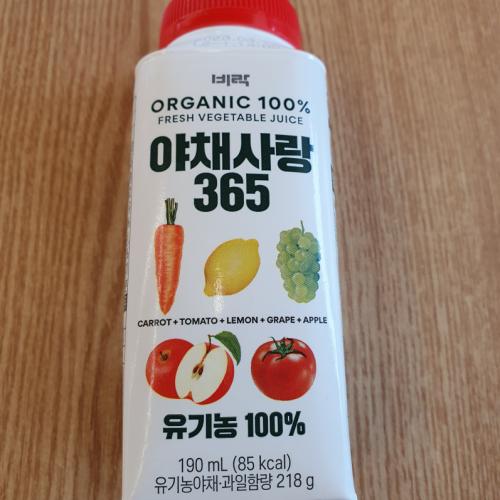 비락
ORGANIC 100%
FRESH VEGETABLE JUICE
야채사랑
365
CARROT + TOMATO + LEMON + GRAPE + APPLE
유기농 100%
190 mL (85 kcal)
유기농야채·과일함량 218 g